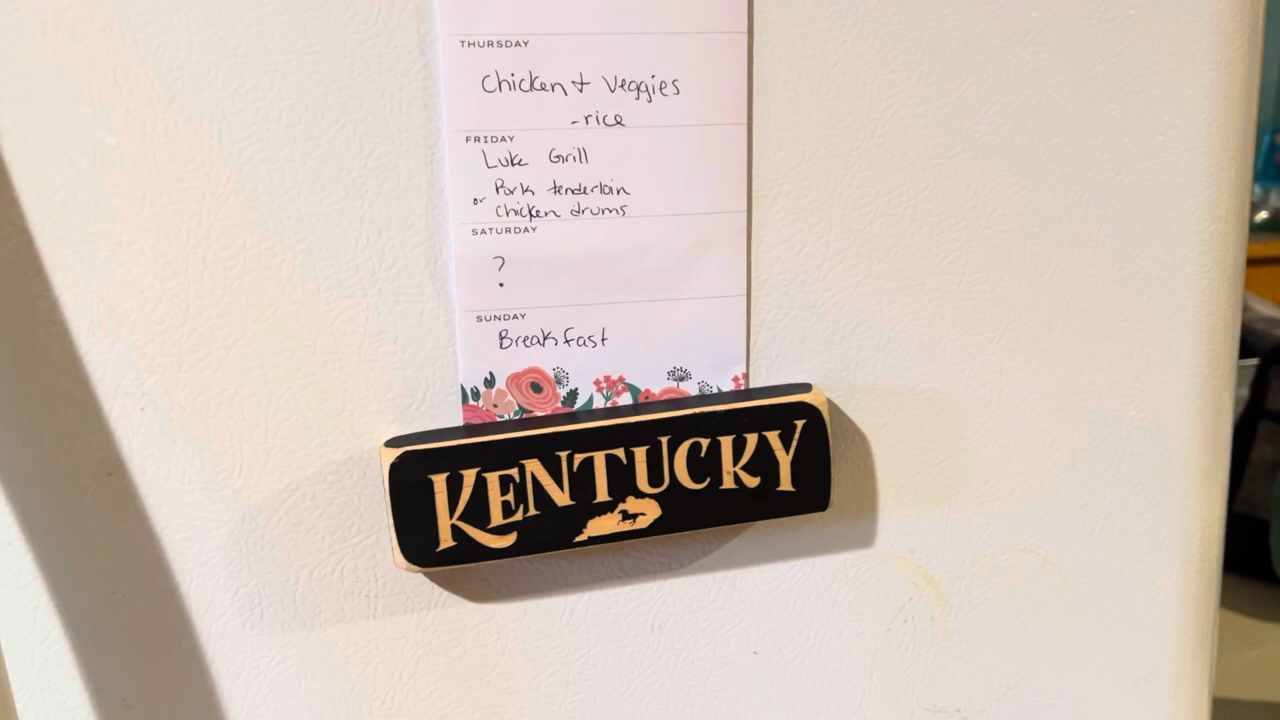 THURSDAY
Chicken + Veggies
-rice
FRIDAY
Luke Grill
Pork tenderloin
or chicken drums
SATURDAY
?
SUNDAY
Breakfast
KENTUCKY